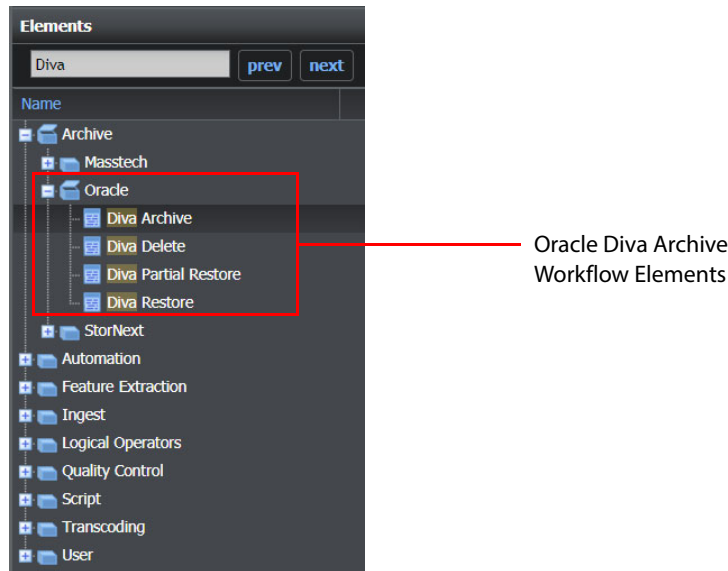 Elements
Diva
prev
next
Name
Archive
Masstech
Oracle
Diva Archive
Diva Delete
Diva Partial Restore
Diva Restore
StorNext
Automation
Feature Extraction
Ingest
Logical Operators
Quality Control
Script
Transcoding
User
Oracle Diva Archive
Workflow Elements